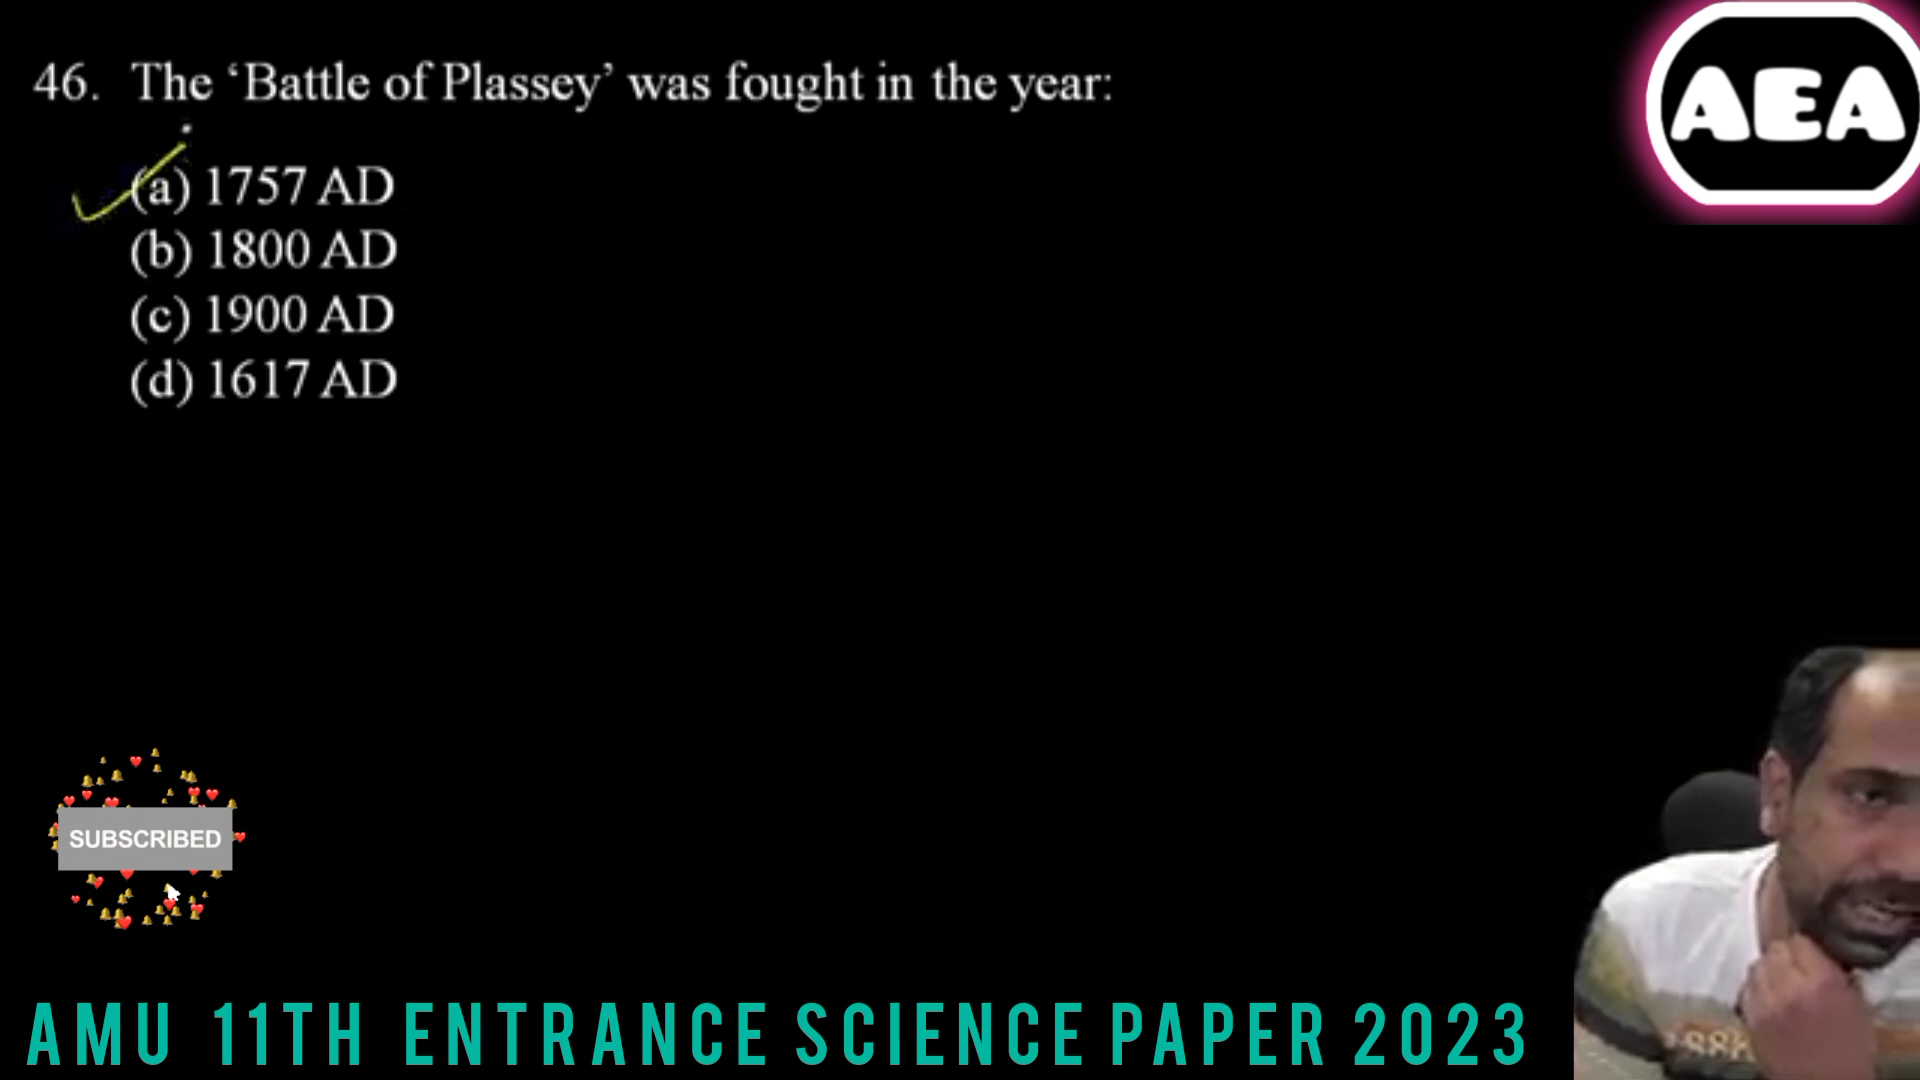 46. The ‘Battle of Plassey’ was fought in the year:
(a) 1757 AD
(b) 1800 AD
(c) 1900 AD
(d) 1617 AD
AEA
SUBSCRIBED
AMU 11TH ENTRANCE SCIENCE PAPER 2023